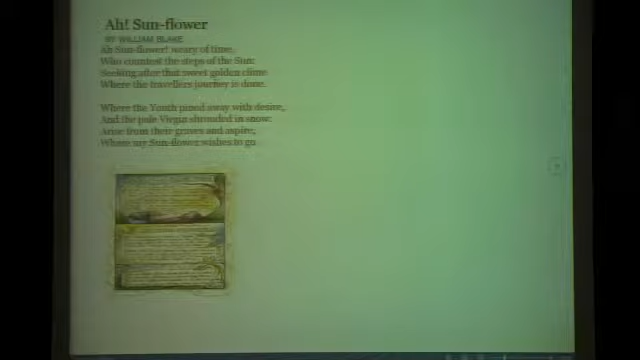 Ah! Sun-flower
BY WILLIAM BLAKE
Ah Sun-flower! weary of time,
Who countest the steps of the Sun:
Seeking after that sweet golden clime
Where the travellers journey is done.
Where the Youth pined away with desire,
And the pale Virgin shrouded in snow:
Arise from their graves and aspire,
Where my Sun-flower wishes to go